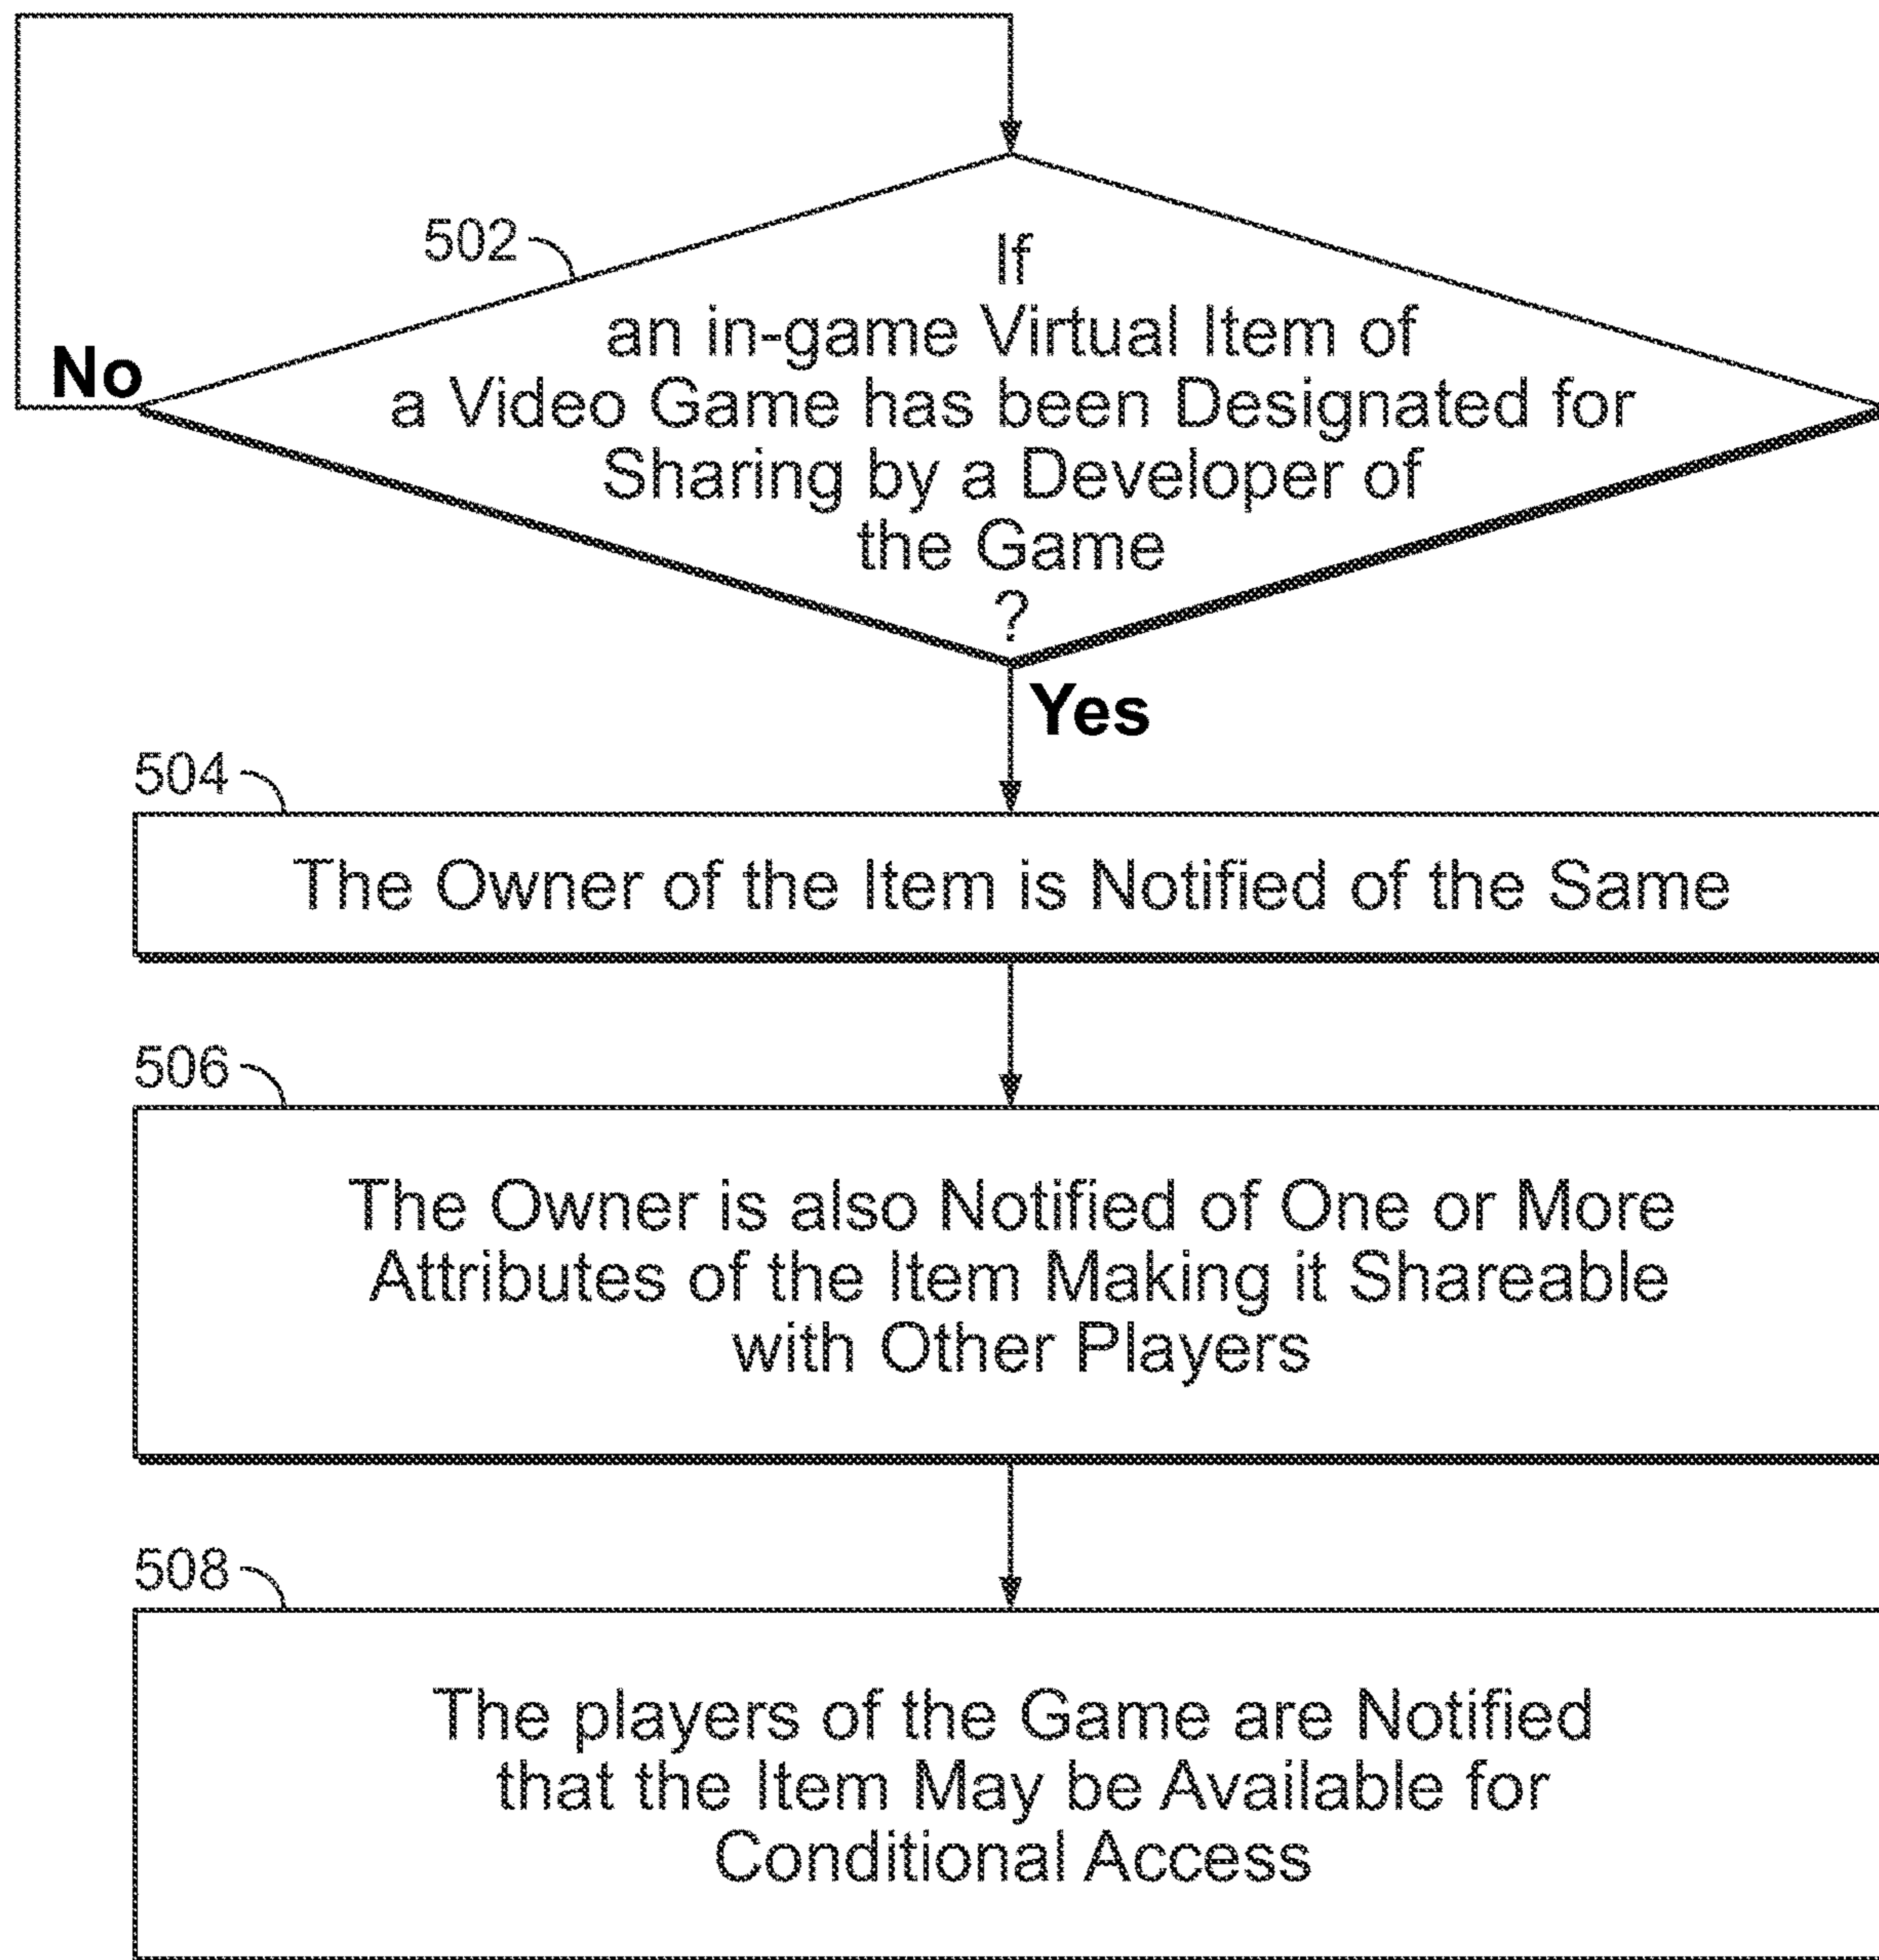 502
If
an in-game Virtual Item of
a Video Game has been Designated for
Sharing by a Developer of
the Game
?
No
Yes
504
The Owner of the Item is Notified of the Same
506
The Owner is also Notified of One or More
Attributes of the Item Making it Shareable
with Other Players
508
The players of the Game are Notified
that the Item May be Available for
Conditional Access